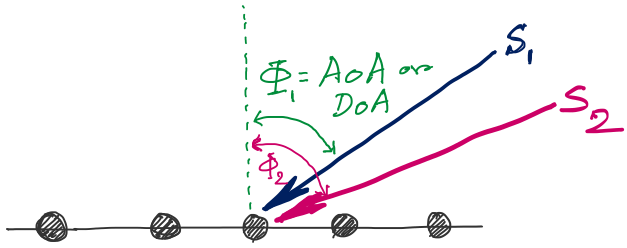 S₁
Φ₁ = AoA or
DoA
S₂
Φ₂